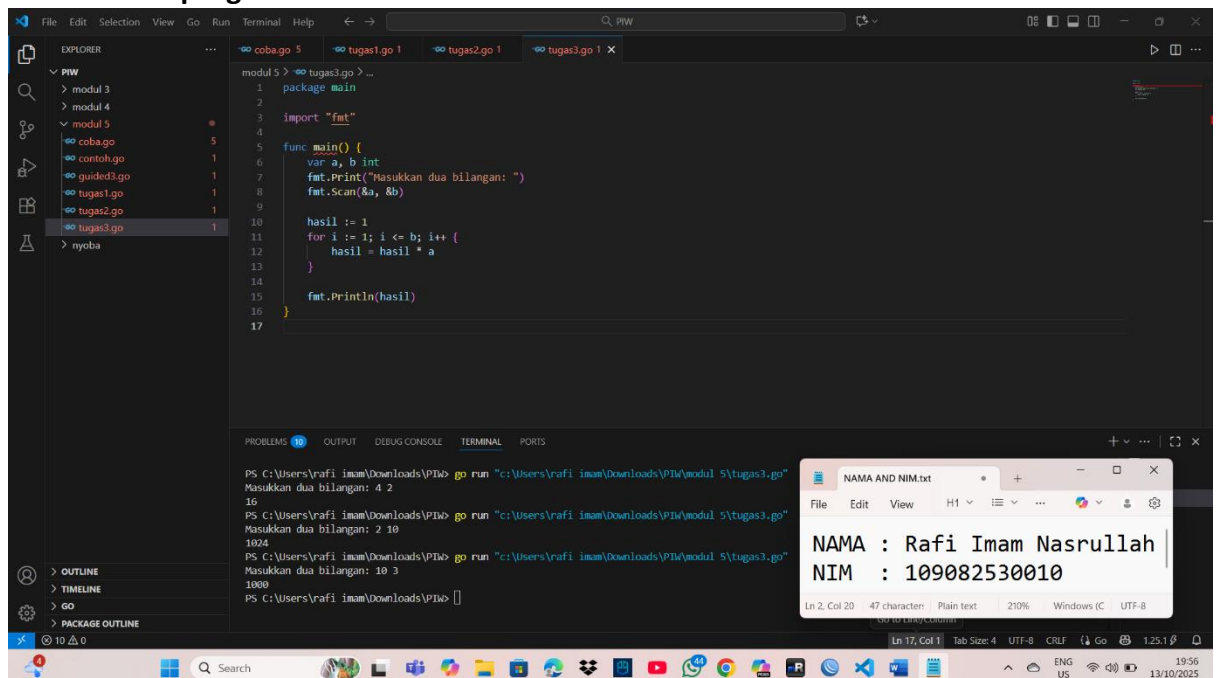 File Edit Selection View Go Run Terminal Help
PIW
EXPLORER
coba.go 5 tugas1.go 1 tugas2.go 1 tugas3.go 1
PIW
modul 5 > tugas3.go > ...
> modul 3
> modul 4
modul 5
coba.go 5
contoh.go 1
guided3.go 1
tugas1.go 1
tugas2.go 1
tugas3.go 1
> nyoba
1 package main
2
3 import "fmt"
4
5 func main() {
6 var a, b int
7 fmt.Print("Masukkan dua bilangan: ")
8 fmt.Scan(&a, &b)
9
10 hasil := 1
11 for i := 1; i <= b; i++ {
12 hasil = hasil * a
13 }
14
15 fmt.Println(hasil)
16 }
17
PROBLEMS 10 OUTPUT DEBUG CONSOLE TERMINAL PORTS
PS C:\Users\rafi imam\Downloads\PIW> go run "c:\Users\rafi imam\Downloads\PIW\modul 5\tugas3.go"
Masukkan dua bilangan: 4 2
16
PS C:\Users\rafi imam\Downloads\PIW> go run "c:\Users\rafi imam\Downloads\PIW\modul 5\tugas3.go"
Masukkan dua bilangan: 2 10
1024
PS C:\Users\rafi imam\Downloads\PIW> go run "c:\Users\rafi imam\Downloads\PIW\modul 5\tugas3.go"
Masukkan dua bilangan: 10 3
1000
PS C:\Users\rafi imam\Downloads\PIW>
NAMA AND NIM.txt
File Edit View H1
NAMA : Rafi Imam Nasrullah
NIM : 109082530010
Ln 2, Col 20 47 character Plain text 210% Windows (C UTF-8
> OUTLINE
> TIMELINE
> GO
> PACKAGE OUTLINE
10 0
Ln 17, Col 1 Tab Size: 4 UTF-8 CRLF Go 1.25.1
Search
44
ENG
US
19:56
13/10/2025